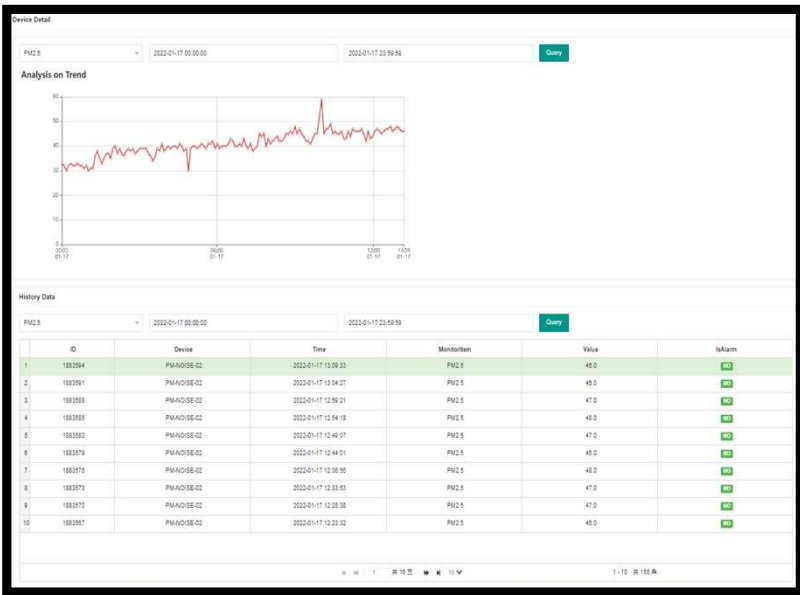 Device Detail
PM2.5 2022-01-17 00:00:00 2022-01-17 23:59:59 Query
Analysis on Trend
60
50
40
30
20
10
0
06:00 12:00 13:09
01-17 01-17 01-17 01-17
History Data
PM2.5 2022-01-17 00:00:00 2022-01-17 23:59:59 Query
ID Device Time MonitorItem Value IsAlarm
1 1883594 PM-NOISE-02 2022-01-17 13:09:33 PM2.5 46.0 NO
2 1883591 PM-NOISE-02 2022-01-17 13:04:27 PM2.5 46.0 NO
3 1883588 PM-NOISE-02 2022-01-17 12:59:21 PM2.5 47.0 NO
4 1883585 PM-NOISE-02 2022-01-17 12:54:18 PM2.5 48.0 NO
5 1883582 PM-NOISE-02 2022-01-17 12:49:07 PM2.5 47.0 NO
6 1883579 PM-NOISE-02 2022-01-17 12:44:01 PM2.5 46.0 NO
7 1883576 PM-NOISE-02 2022-01-17 12:38:56 PM2.5 48.0 NO
8 1883573 PM-NOISE-02 2022-01-17 12:33:53 PM2.5 47.0 NO
9 1883570 PM-NOISE-02 2022-01-17 12:28:38 PM2.5 47.0 NO
10 1883567 PM-NOISE-02 2022-01-17 12:23:32 PM2.5 46.0 NO
1 共 16 页 10 1 - 10 共 156 条